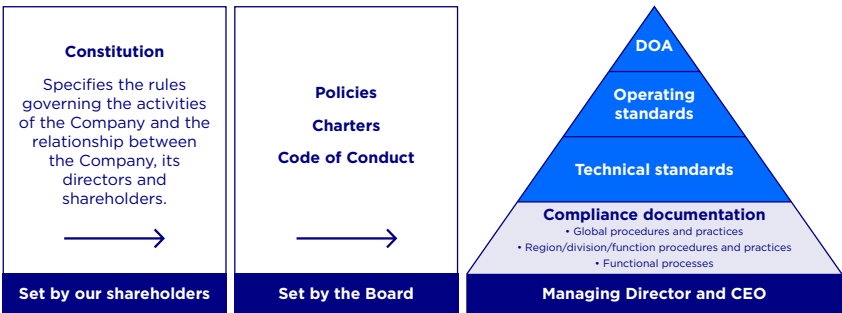 Constitution
Specifies the rules
governing the activities
of the Company and the
relationship between
the Company, its
directors and
shareholders.
Set by our shareholders
Policies
Charters
Code of Conduct
Set by the Board
DOA
Operating
standards
Technical standards
Compliance documentation
• Global procedures and practices
• Region/division/function procedures and practices
• Functional processes
Managing Director and CEO